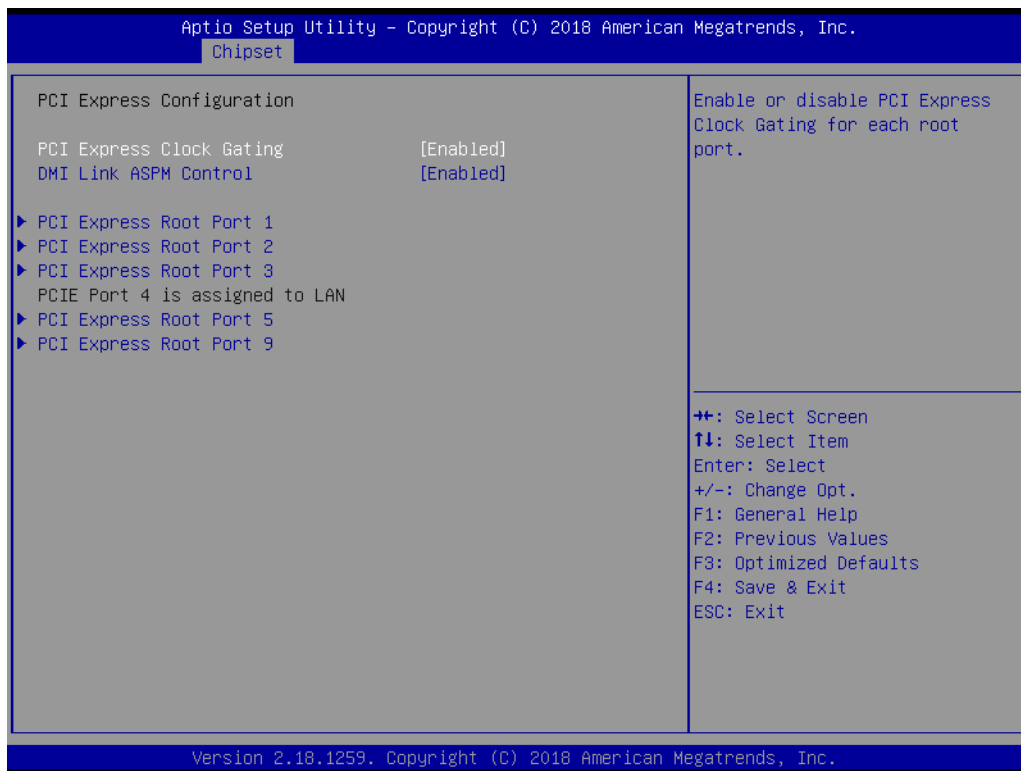 Aptio Setup Utility – Copyright (C) 2018 American Megatrends, Inc.
Chipset
PCI Express Configuration
PCI Express Clock Gating [Enabled]
DMI Link ASPM Control [Enabled]
▶ PCI Express Root Port 1
▶ PCI Express Root Port 2
▶ PCI Express Root Port 3
PCIE Port 4 is assigned to LAN
▶ PCI Express Root Port 5
▶ PCI Express Root Port 9
Enable or disable PCI Express
Clock Gating for each root
port.
→←: Select Screen
↑↓: Select Item
Enter: Select
+/-: Change Opt.
F1: General Help
F2: Previous Values
F3: Optimized Defaults
F4: Save & Exit
ESC: Exit
Version 2.18.1259. Copyright (C) 2018 American Megatrends, Inc.